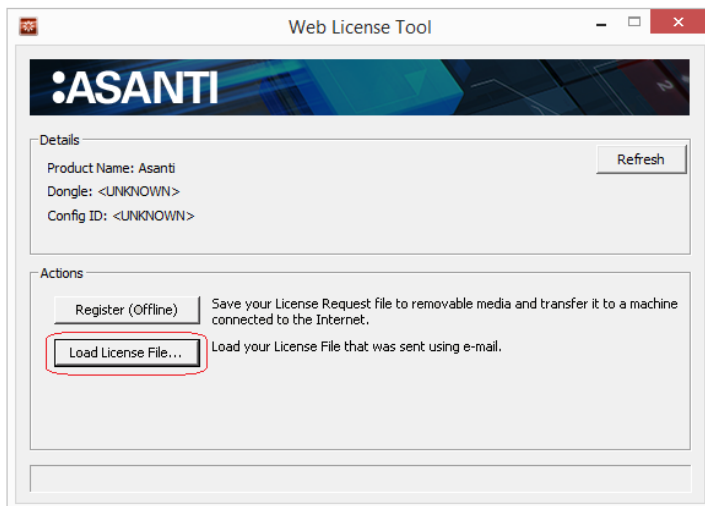 Web License Tool
:ASANTI
Details
Refresh
Product Name: Asanti
Dongle: <UNKNOWN>
Config ID: <UNKNOWN>
Actions
Register (Offline)
Save your License Request file to removable media and transfer it to a machine
connected to the Internet.
Load License File...
Load your License File that was sent using e-mail.